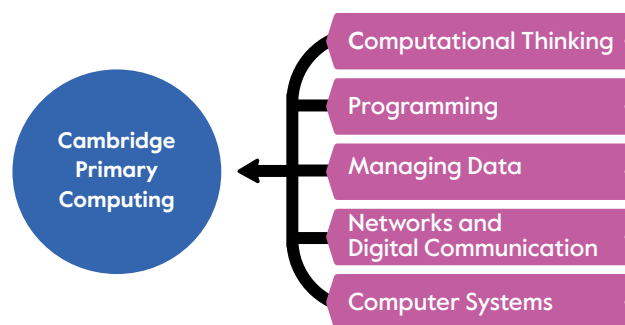 Cambridge
Primary
Computing
Computational Thinking
Programming
Managing Data
Networks and
Digital Communication
Computer Systems